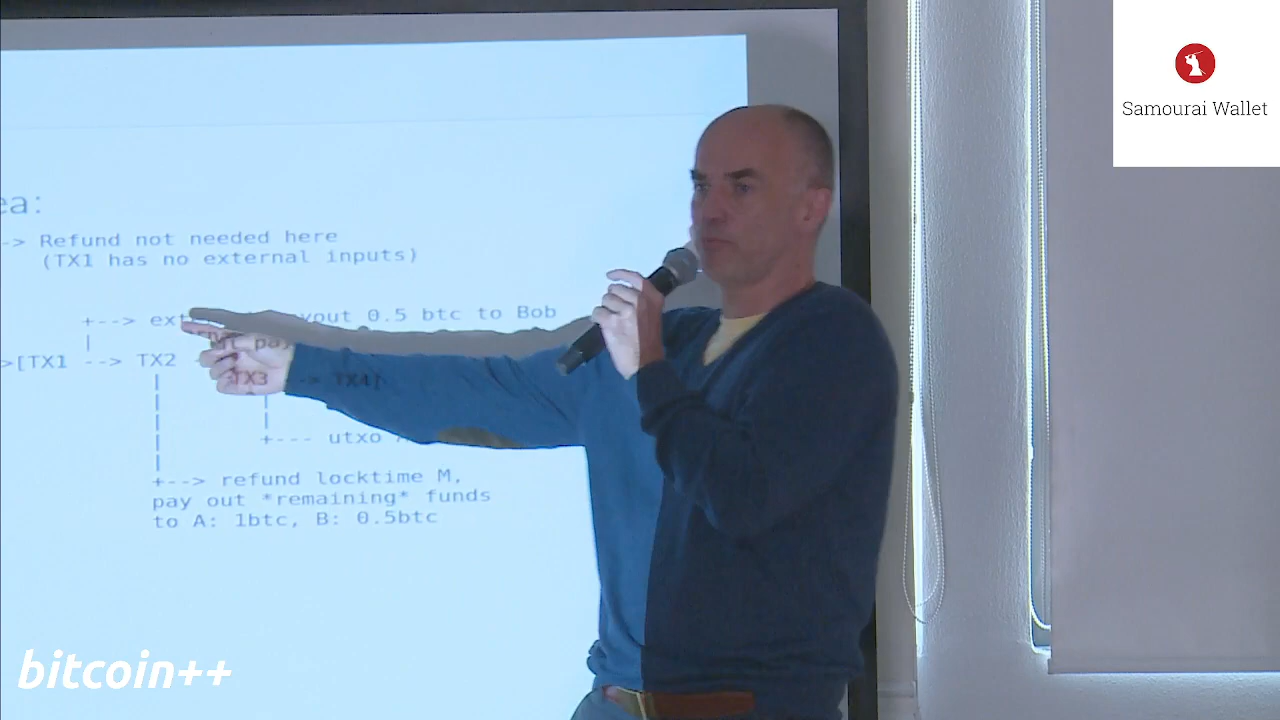 Samourai Wallet
ea:
-> Refund not needed here
(TX1 has no external inputs)
+--> ext yout 0.5 btc to Bob
|
>[TX1 --> TX2
TX3 -> TX4]
|
+--- utxo
+--> refund locktime M,
pay out *remaining* funds
to A: 1btc, B: 0.5btc
bitcoin++